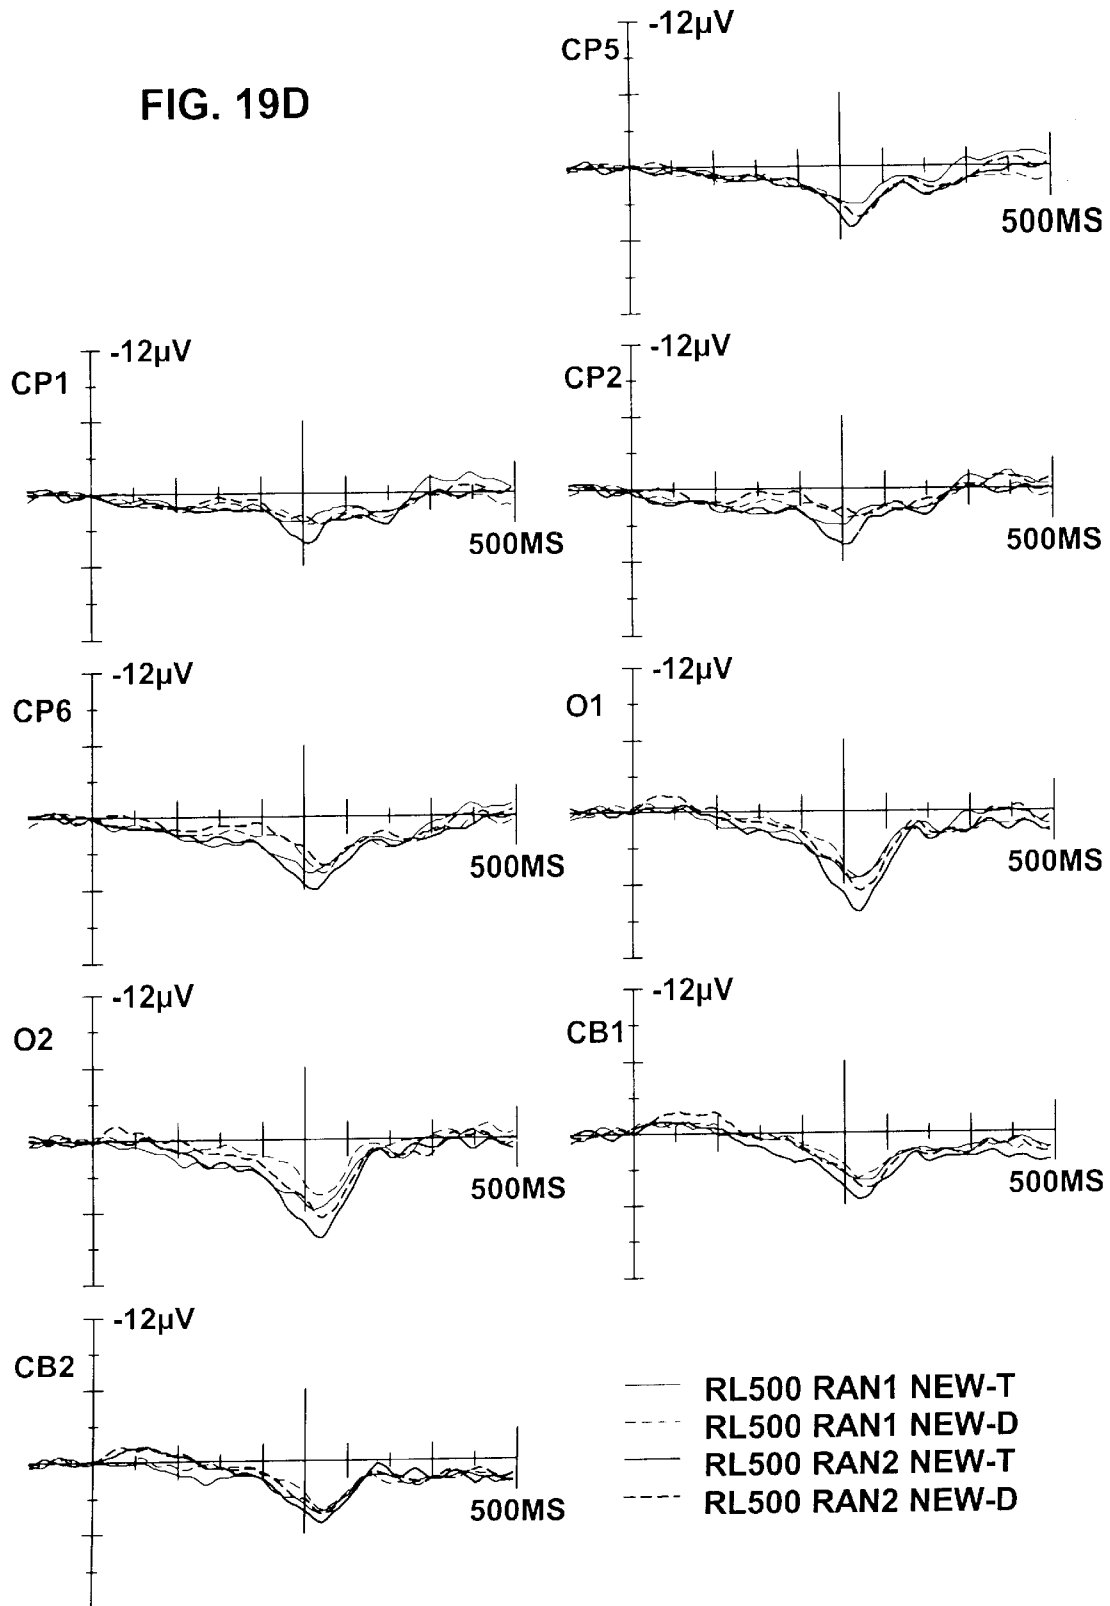 -12µV
CP5
FIG. 19D
500MS
-12µV
CP1
500MS
-12µV
CP2
500MS
-12µV
CP6
500MS
-12µV
O1
500MS
-12µV
O2
500MS
-12µV
CB1
500MS
-12µV
CB2
500MS
RL500 RAN1 NEW-T
RL500 RAN1 NEW-D
RL500 RAN2 NEW-T
RL500 RAN2 NEW-D